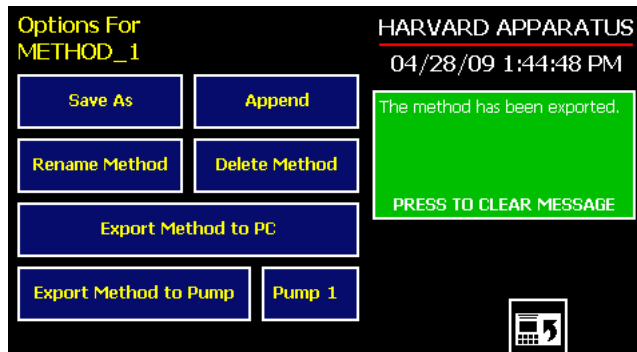 Options For
METHOD_1
Save As
Append
Rename Method
Delete Method
Export Method to PC
Export Method to Pump
Pump 1
HARVARD APPARATUS
04/28/09 1:44:48 PM
The method has been exported.
PRESS TO CLEAR MESSAGE